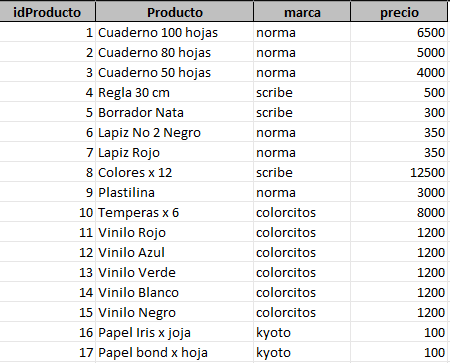 idProducto Producto marca precio
1 Cuaderno 100 hojas norma 6500
2 Cuaderno 80 hojas norma 5000
3 Cuaderno 50 hojas norma 4000
4 Regla 30 cm scribe 500
5 Borrador Nata scribe 300
6 Lapiz No 2 Negro norma 350
7 Lapiz Rojo norma 350
8 Colores x 12 scribe 12500
9 Plastilina norma 3000
10 Temperas x 6 colorcitos 8000
11 Vinilo Rojo colorcitos 1200
12 Vinilo Azul colorcitos 1200
13 Vinilo Verde colorcitos 1200
14 Vinilo Blanco colorcitos 1200
15 Vinilo Negro colorcitos 1200
16 Papel Iris x joja kyoto 100
17 Papel bond x hoja kyoto 100